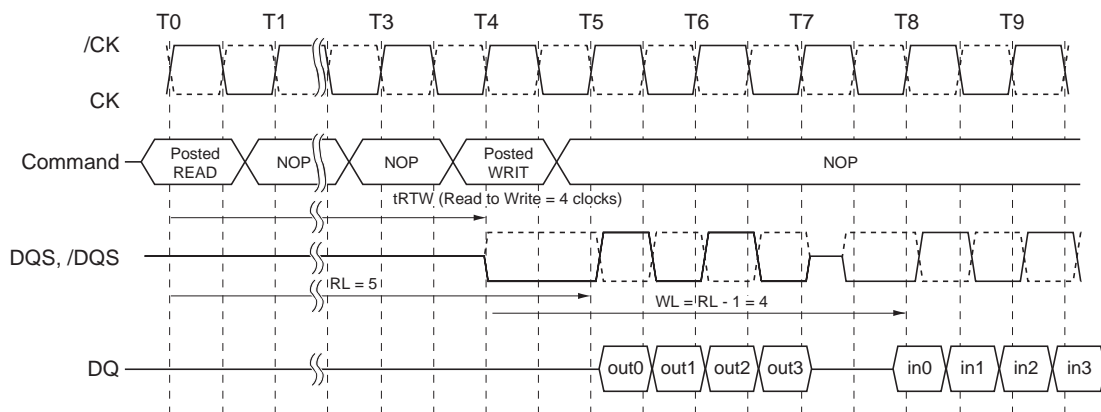 T0 T1 T3 T4 T5 T6 T7 T8 T9
/CK
CK
Command Posted READ NOP NOP Posted WRIT NOP
tRTW (Read to Write = 4 clocks)
DQS, /DQS
RL = 5
WL = RL - 1 = 4
DQ out0 out1 out2 out3 in0 in1 in2 in3